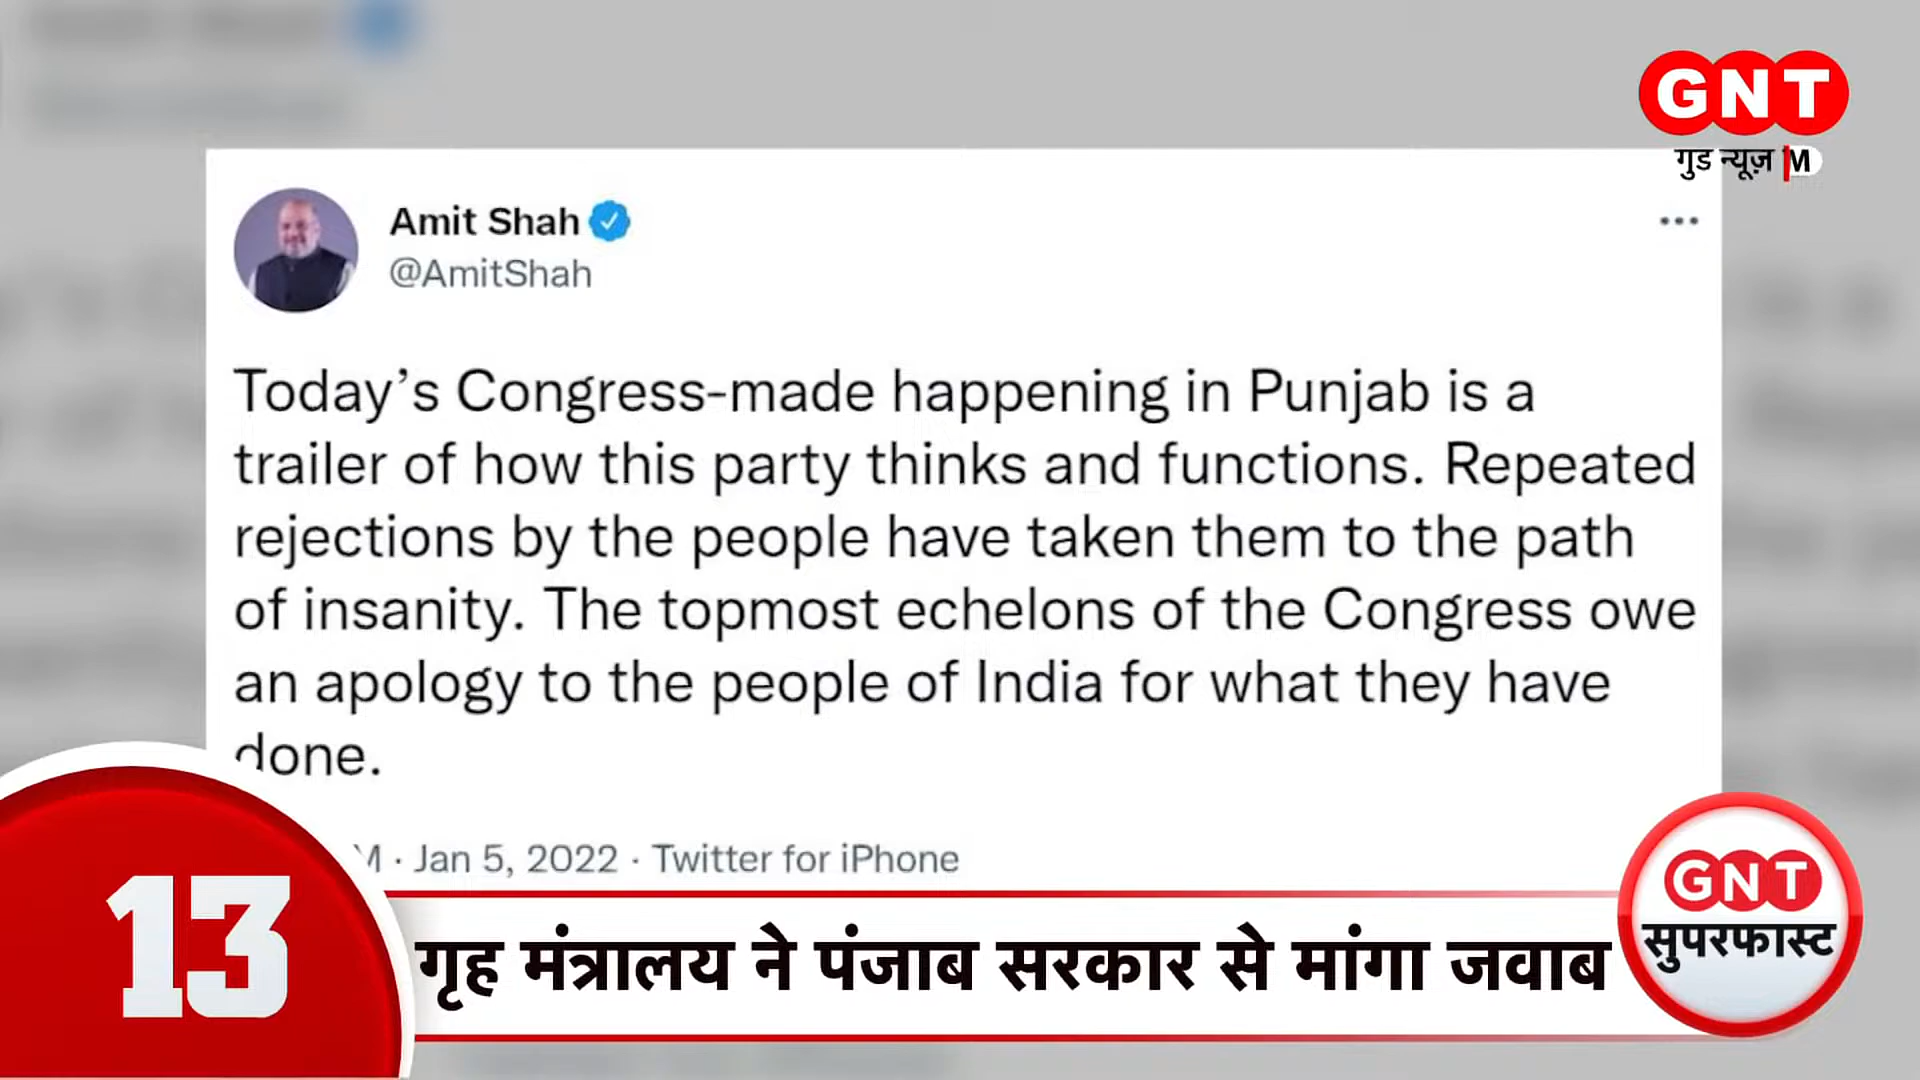 GNT
गुड न्यूज़
Amit Shah
@AmitShah
Today’s Congress-made happening in Punjab is a
trailer of how this party thinks and functions. Repeated
rejections by the people have taken them to the path
of insanity. The topmost echelons of the Congress owe
an apology to the people of India for what they have
done.
M · Jan 5, 2022 · Twitter for iPhone
13
गृह मंत्रालय ने पंजाब सरकार से मांगा जवाब
GNT
सुपरफास्ट